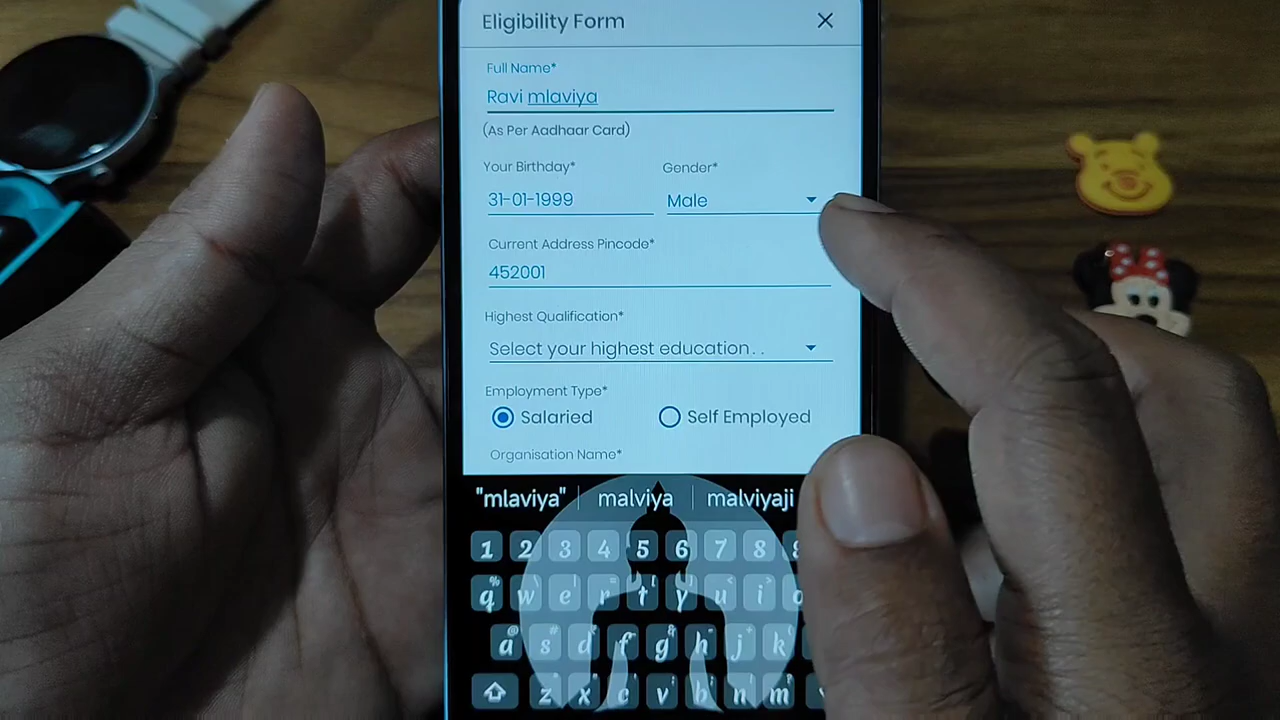 Eligibility Form ×
Full Name*
Ravi mlaviya
(As Per Aadhaar Card)
Your Birthday* Gender*
31-01-1999 Male
Current Address Pincode*
452001
Highest Qualification*
Select your highest education. .
Employment Type*
Salaried Self Employed
Organisation Name*
"mlaviya" malviya malviyaji
1 2 3 4 5 6 7 8
q w e r t y u i
a s d f g h j k
z x c v b n m